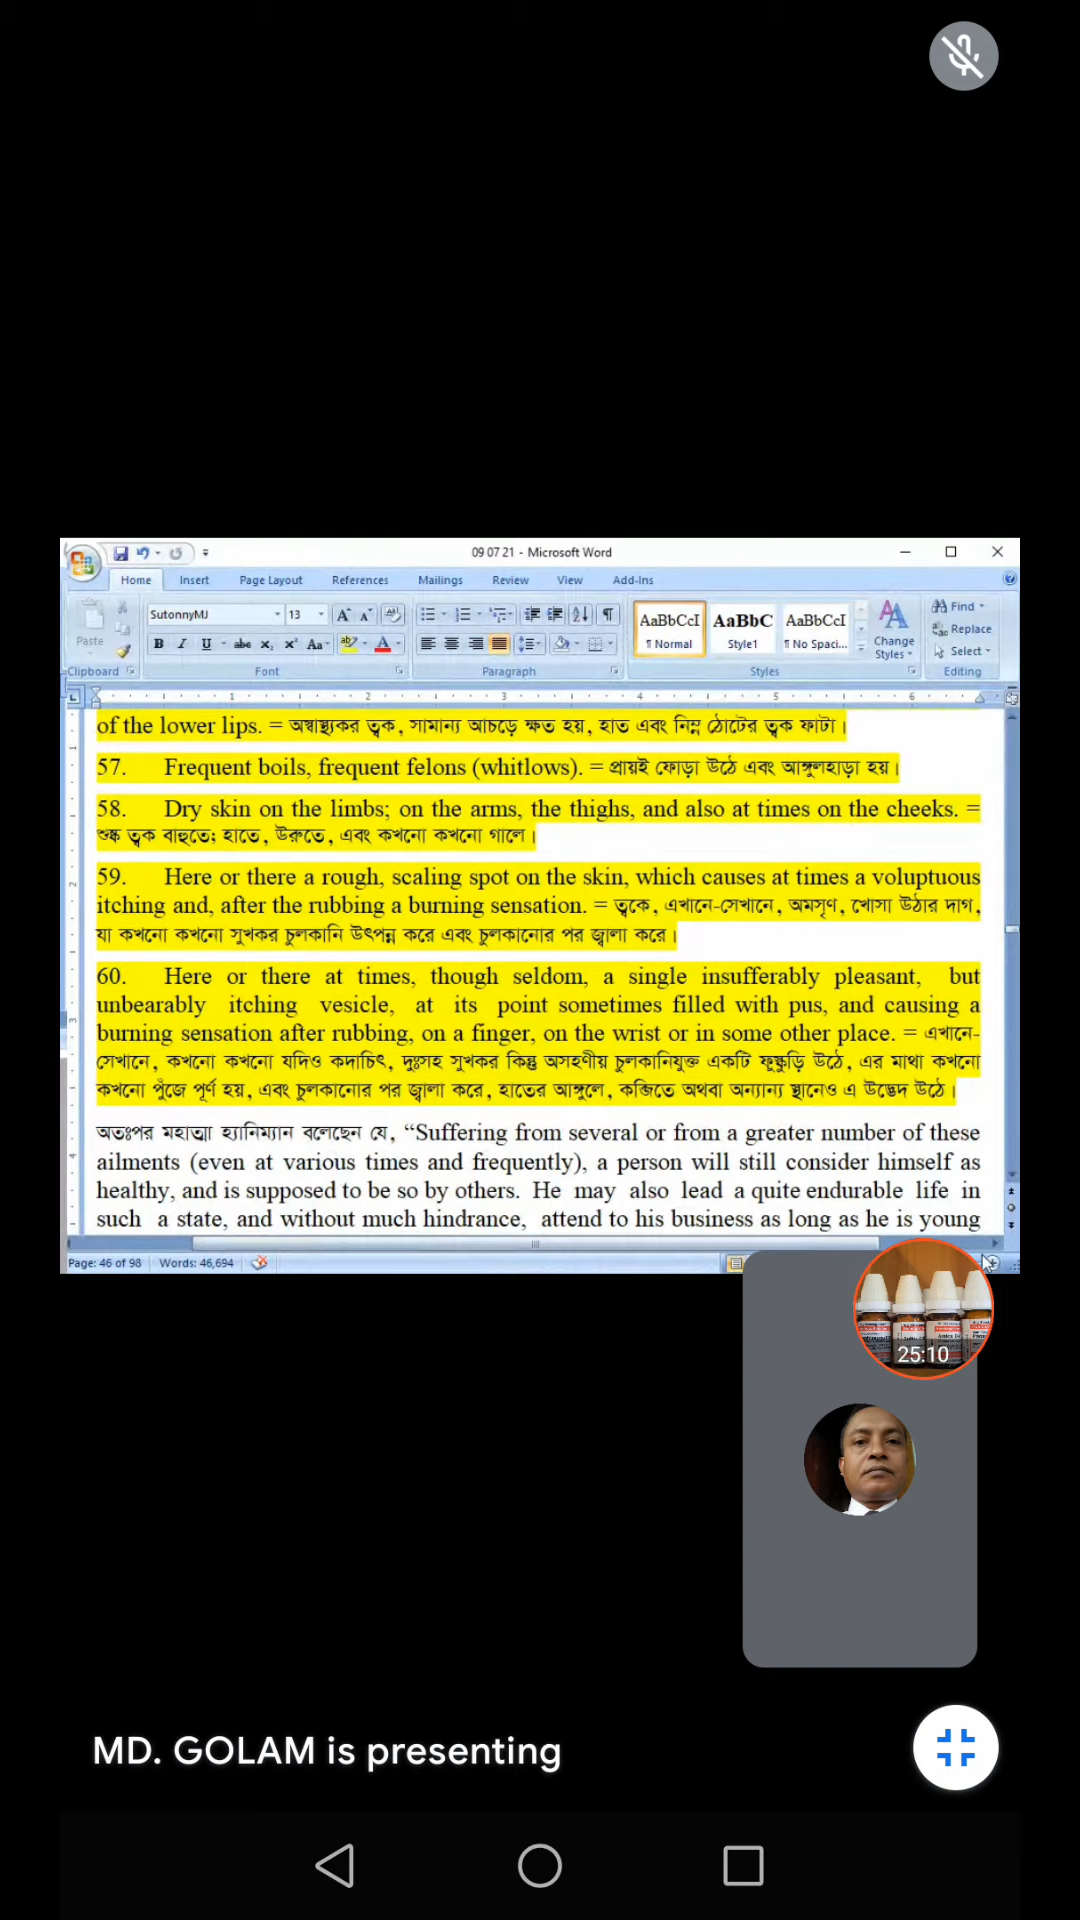 09 07 21 - Microsoft Word
Home Insert Page Layout References Mailings Review View Add-Ins
SutonnyMJ 13
AaBbCcI AaBbC AaBbCcI
Find
Replace
Select
Paste
B I U abc x₂ x² Aa A
¶ Normal Style1 ¶ No Spaci...
Change Styles
Clipboard Font Paragraph Styles Editing
of the lower lips. = অস্বাস্থ্যকর ত্বক, সামান্য আচড়ে ক্ষত হয়, হাত এবং নিম্ন ঠোটের ত্বক ফাটা।
57. Frequent boils, frequent felons (whitlows). = প্রায়ই ফোড়া উঠে এবং আঙ্গুলহাড়া হয়।
58. Dry skin on the limbs; on the arms, the thighs, and also at times on the cheeks. =
শুষ্ক ত্বক বাহুতে; হাতে, উরুতে, এবং কখনো কখনো গালে।
59. Here or there a rough, scaling spot on the skin, which causes at times a voluptuous
itching and, after the rubbing a burning sensation. = ত্বকে, এখানে-সেখানে, অমসৃণ, খোসা উঠার দাগ,
যা কখনো কখনো সুখকর চুলকানি উৎপন্ন করে এবং চুলকানোর পর জ্বালা করে।
60. Here or there at times, though seldom, a single insufferably pleasant, but
unbearably itching vesicle, at its point sometimes filled with pus, and causing a
burning sensation after rubbing, on a finger, on the wrist or in some other place. = এখানে-
সেখানে, কখনো কখনো যদিও কদাচিৎ, দুঃসহ সুখকর কিন্তু অসহণীয় চুলকানিযুক্ত একটি ফুস্কুড়ি উঠে, এর মাথা কখনো
কখনো পুঁজে পূর্ণ হয়, এবং চুলকানোর পর জ্বালা করে, হাতের আঙ্গুলে, কব্জিতে অথবা অন্যান্য স্থানেও এ উদ্ভেদ উঠে।
অতঃপর মহাত্মা হ্যানিম্যান বলেছেন যে, “Suffering from several or from a greater number of these
ailments (even at various times and frequently), a person will still consider himself as
healthy, and is supposed to be so by others. He may also lead a quite endurable life in
such a state, and without much hindrance, attend to his business as long as he is young
Page: 46 of 98 Words: 46,694
25:10
MD. GOLAM is presenting